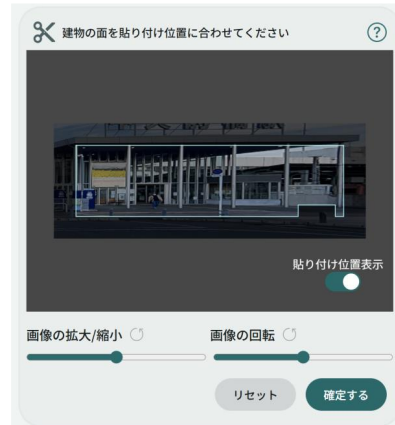 建物の面を貼り付け位置に合わせてください
?
貼り付け位置表示
画像の拡大/縮小
画像の回転
リセット
確定する